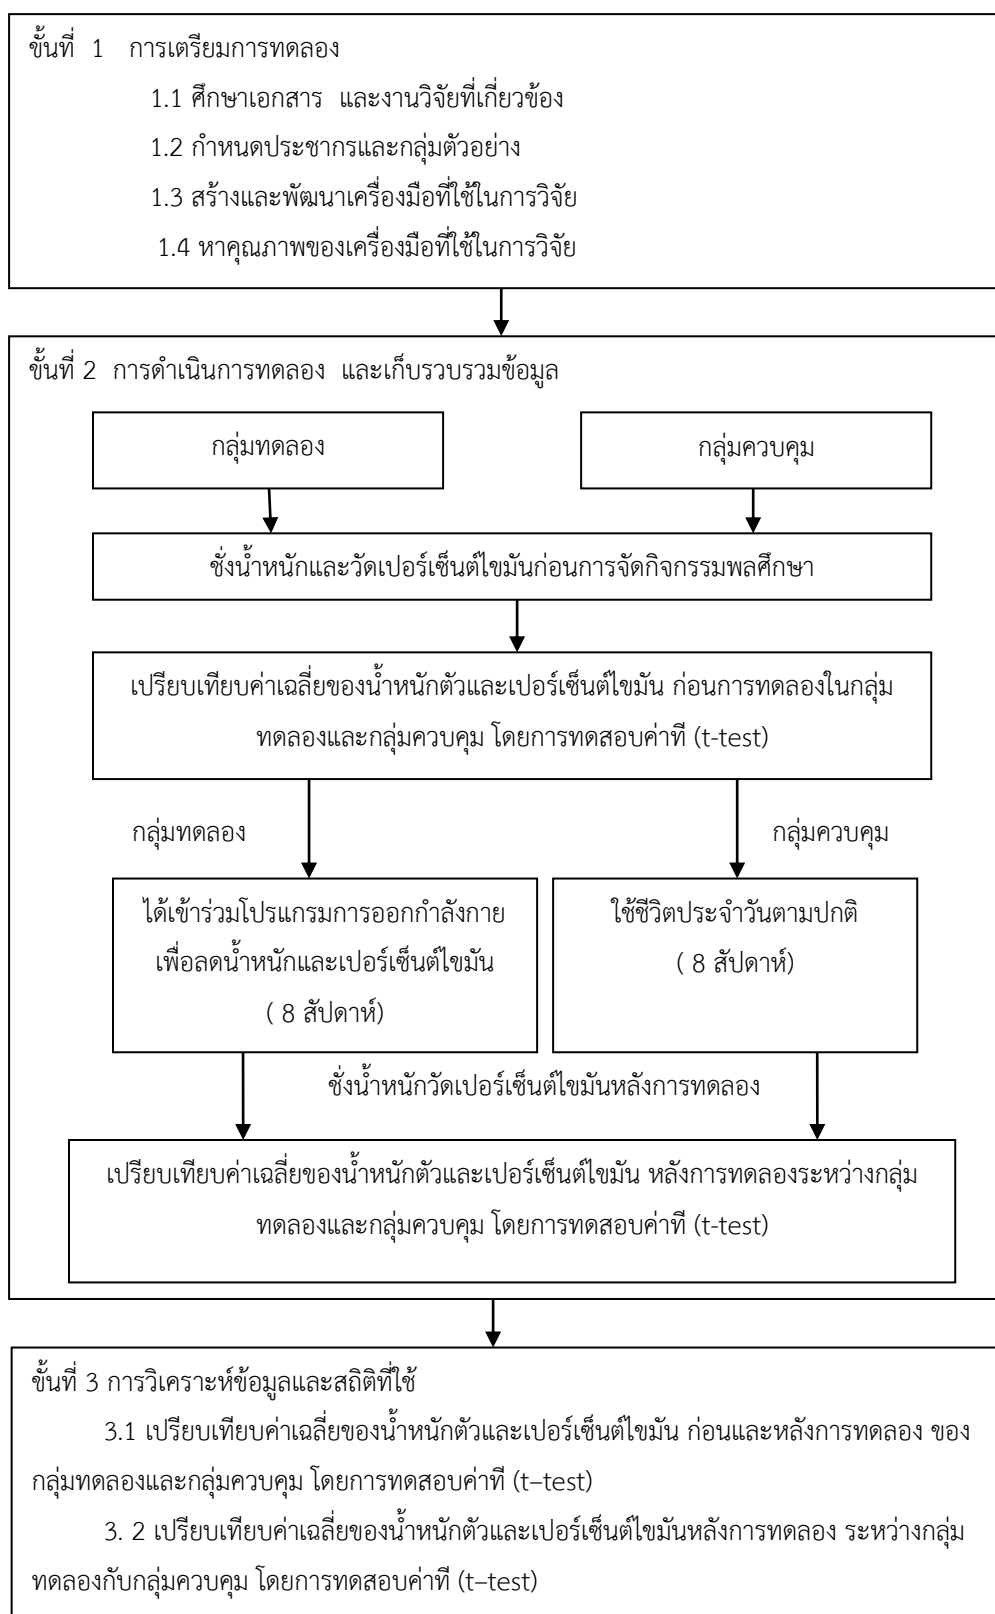 ขั้นที่ 1 การเตรียมการทดลอง
1.1 ศึกษาเอกสาร และงานวิจัยที่เกี่ยวข้อง
1.2 กำหนดประชากรและกลุ่มตัวอย่าง
1.3 สร้างและพัฒนาเครื่องมือที่ใช้ในการวิจัย
1.4 หาคุณภาพของเครื่องมือที่ใช้ในการวิจัย
ขั้นที่ 2 การดำเนินการทดลอง และเก็บรวบรวมข้อมูล
กลุ่มทดลอง
กลุ่มควบคุม
ชั่งน้ำหนักและวัดเปอร์เซ็นต์ไขมันก่อนการจัดกิจกรรมพลศึกษา
เปรียบเทียบค่าเฉลี่ยของน้ำหนักตัวและเปอร์เซ็นต์ไขมัน ก่อนการทดลองในกลุ่ม
ทดลองและกลุ่มควบคุม โดยการทดสอบค่าที (t-test)
กลุ่มทดลอง
กลุ่มควบคุม
ได้เข้าร่วมโปรแกรมการออกกำลังกาย
เพื่อลดน้ำหนักและเปอร์เซ็นต์ไขมัน
( 8 สัปดาห์)
ใช้ชีวิตประจำวันตามปกติ
( 8 สัปดาห์)
ชั่งน้ำหนักวัดเปอร์เซ็นต์ไขมันหลังการทดลอง
เปรียบเทียบค่าเฉลี่ยของน้ำหนักตัวและเปอร์เซ็นต์ไขมัน หลังการทดลองระหว่างกลุ่ม
ทดลองและกลุ่มควบคุม โดยการทดสอบค่าที (t-test)
ขั้นที่ 3 การวิเคราะห์ข้อมูลและสถิติที่ใช้
3.1 เปรียบเทียบค่าเฉลี่ยของน้ำหนักตัวและเปอร์เซ็นต์ไขมัน ก่อนและหลังการทดลอง ของ
กลุ่มทดลองและกลุ่มควบคุม โดยการทดสอบค่าที (t–test)
3. 2 เปรียบเทียบค่าเฉลี่ยของน้ำหนักตัวและเปอร์เซ็นต์ไขมันหลังการทดลอง ระหว่างกลุ่ม
ทดลองกับกลุ่มควบคุม โดยการทดสอบค่าที (t–test)